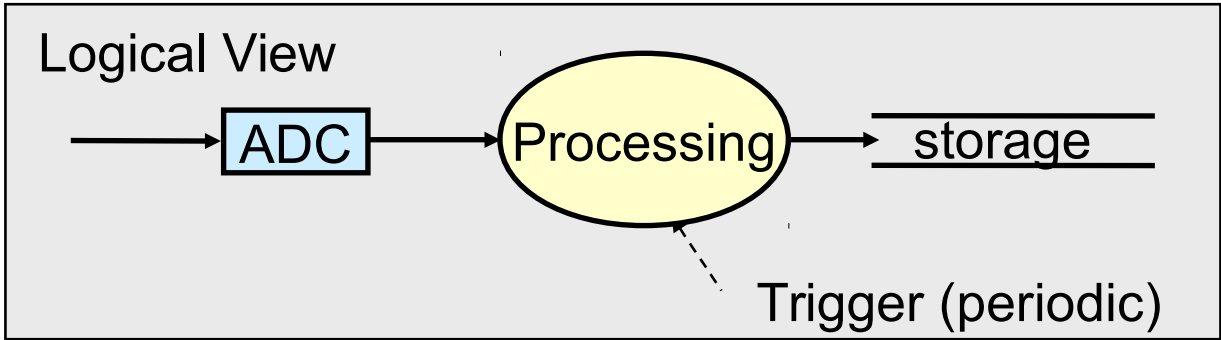 Logical View
ADC
Processing
storage
Trigger (periodic)